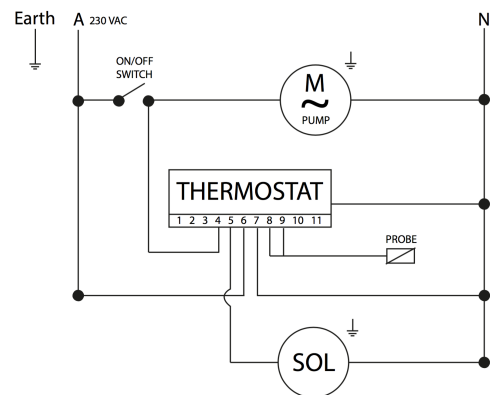 Earth A 230 VAC N
ON/OFF
SWITCH
M
~
PUMP
THERMOSTAT
1 2 3 4 5 6 7 8 9 10 11
PROBE
SOL